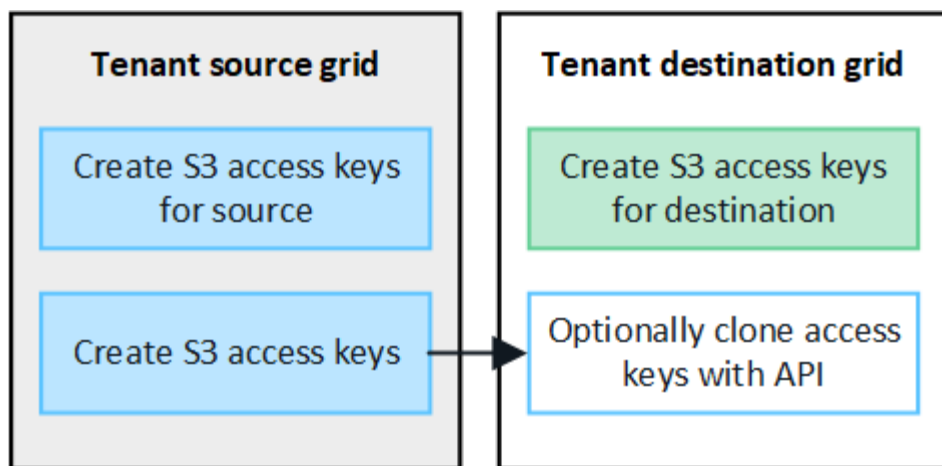 Tenant source grid
Create S3 access keys
for source
Create S3 access keys
Tenant destination grid
Create S3 access keys
for destination
Optionally clone access
keys with API